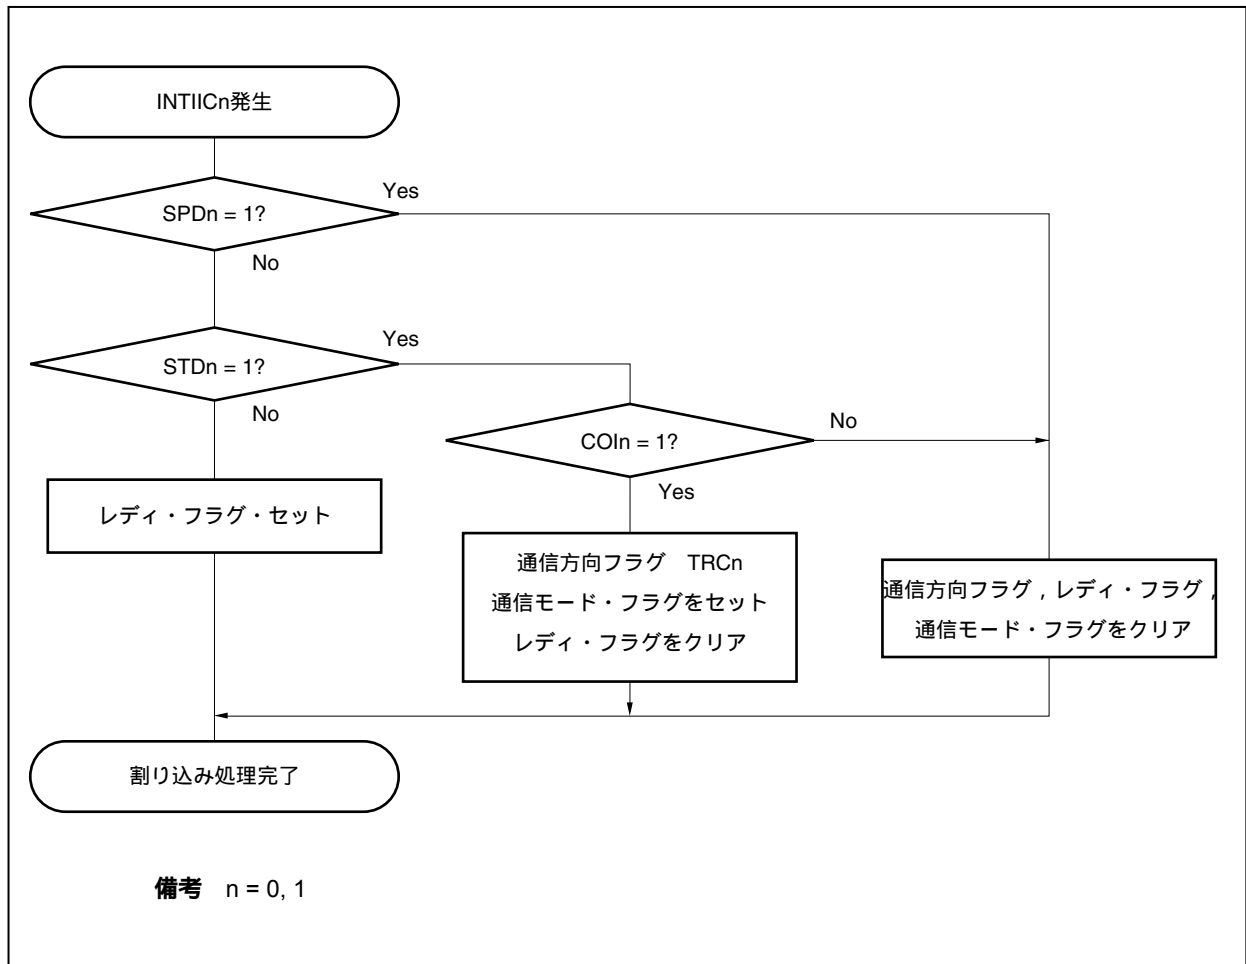 INTIICn発生
SPDn = 1?
Yes
No
STDn = 1?
Yes
No
COIn = 1?
No
Yes
レディ・フラグ・セット
通信方向フラグ　TRCn
通信モード・フラグをセット
レディ・フラグをクリア
通信方向フラグ，レディ・フラグ，
通信モード・フラグをクリア
割り込み処理完了
備考　n = 0, 1